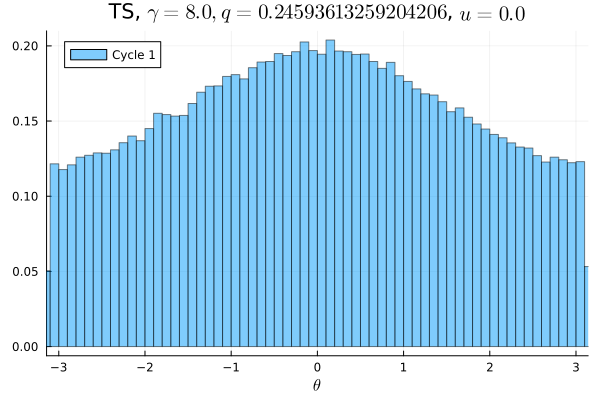 TS, γ = 8.0, q = 0.24593613259204206, u = 0.0
Cycle 1
0.20
0.15
0.10
0.05
0.00
−3 −2 −1 0 1 2 3
θ